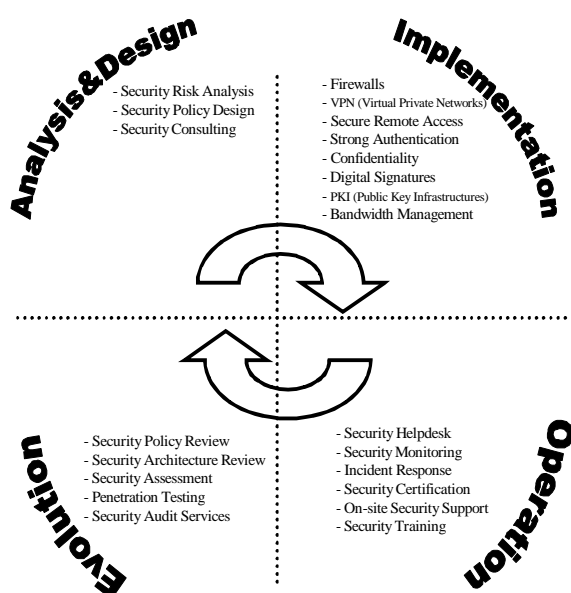 Analysis&Design
- Security Risk Analysis
- Security Policy Design
- Security Consulting
Implementation
- Firewalls
- VPN (Virtual Private Networks)
- Secure Remote Access
- Strong Authentication
- Confidentiality
- Digital Signatures
- PKI (Public Key Infrastructures)
- Bandwidth Management
Evolution
- Security Policy Review
- Security Architecture Review
- Security Assessment
- Penetration Testing
- Security Audit Services
Operation
- Security Helpdesk
- Security Monitoring
- Incident Response
- Security Certification
- On-site Security Support
- Security Training